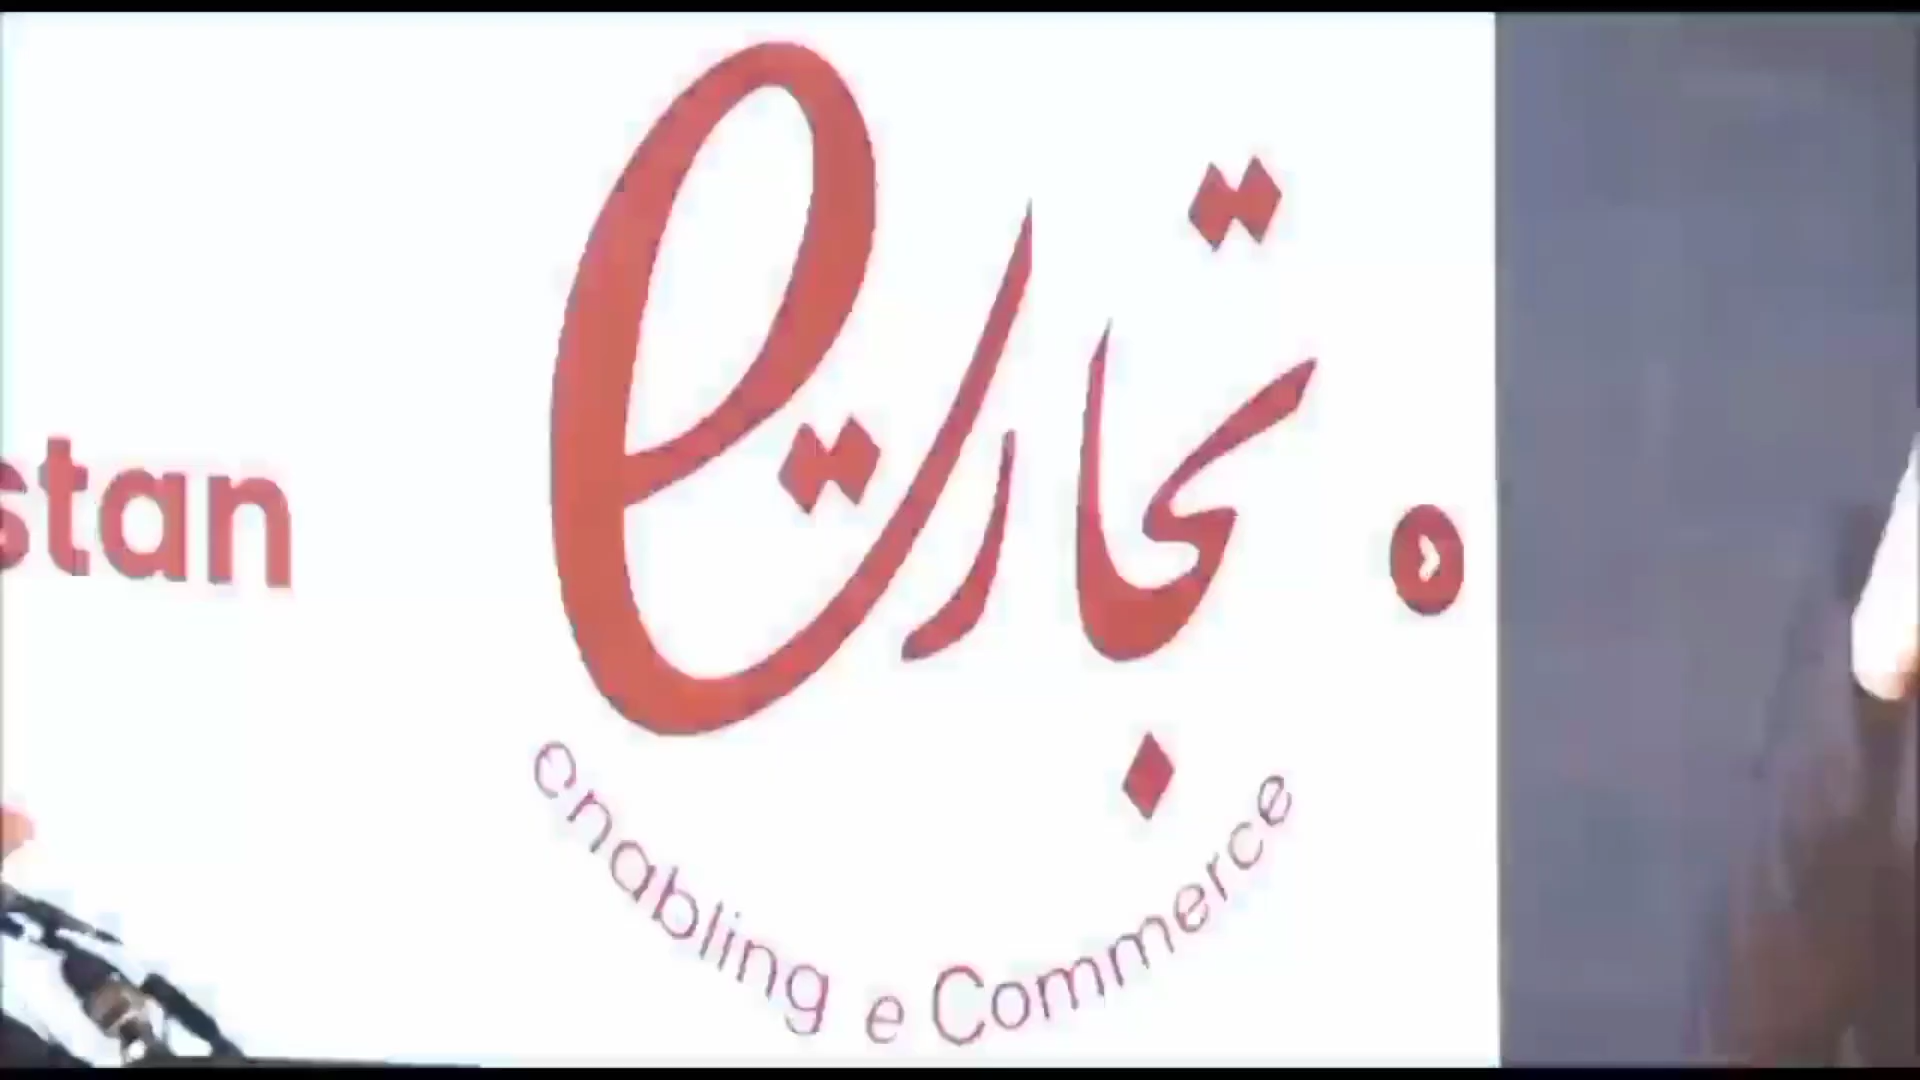 stan
تجارت e
enabling e Commerce